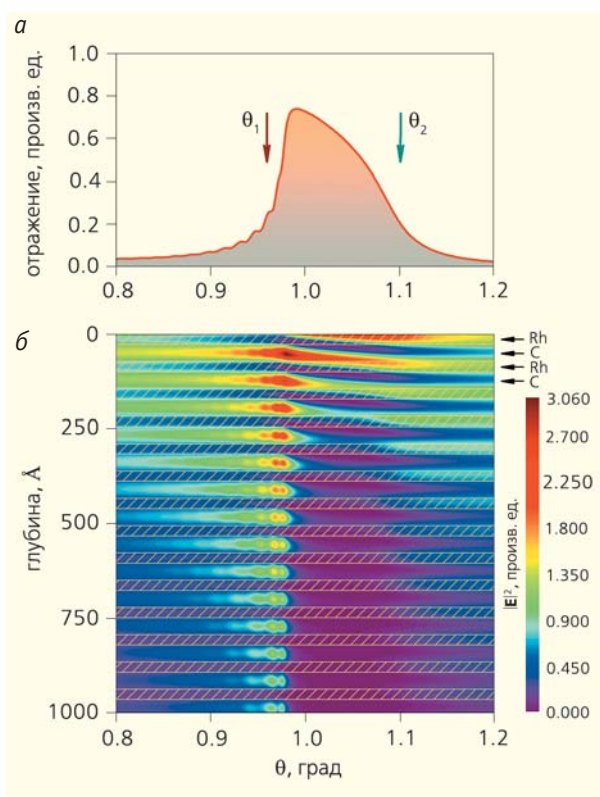 а
отражение, произв. ед.
1.0
0.8
0.6
0.4
0.2
0.0
θ1
θ2
0.8 0.9 1.0 1.1 1.2
б
глубина, Å
0
250
500
750
1000
Rh
C
Rh
C
3.060
2.700
2.250
1.800
1.350
0.900
0.450
0.000
|E|², произв. ед.
0.8 0.9 1.0 1.1 1.2
θ, град